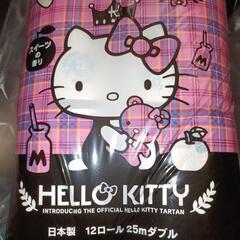 スイーツ
の
香り
M
M
HELLO KITTY
INTRODUCING THE OFFICIAL HELLO KITTY TARTAN
日本製 12ロール 25mダブル